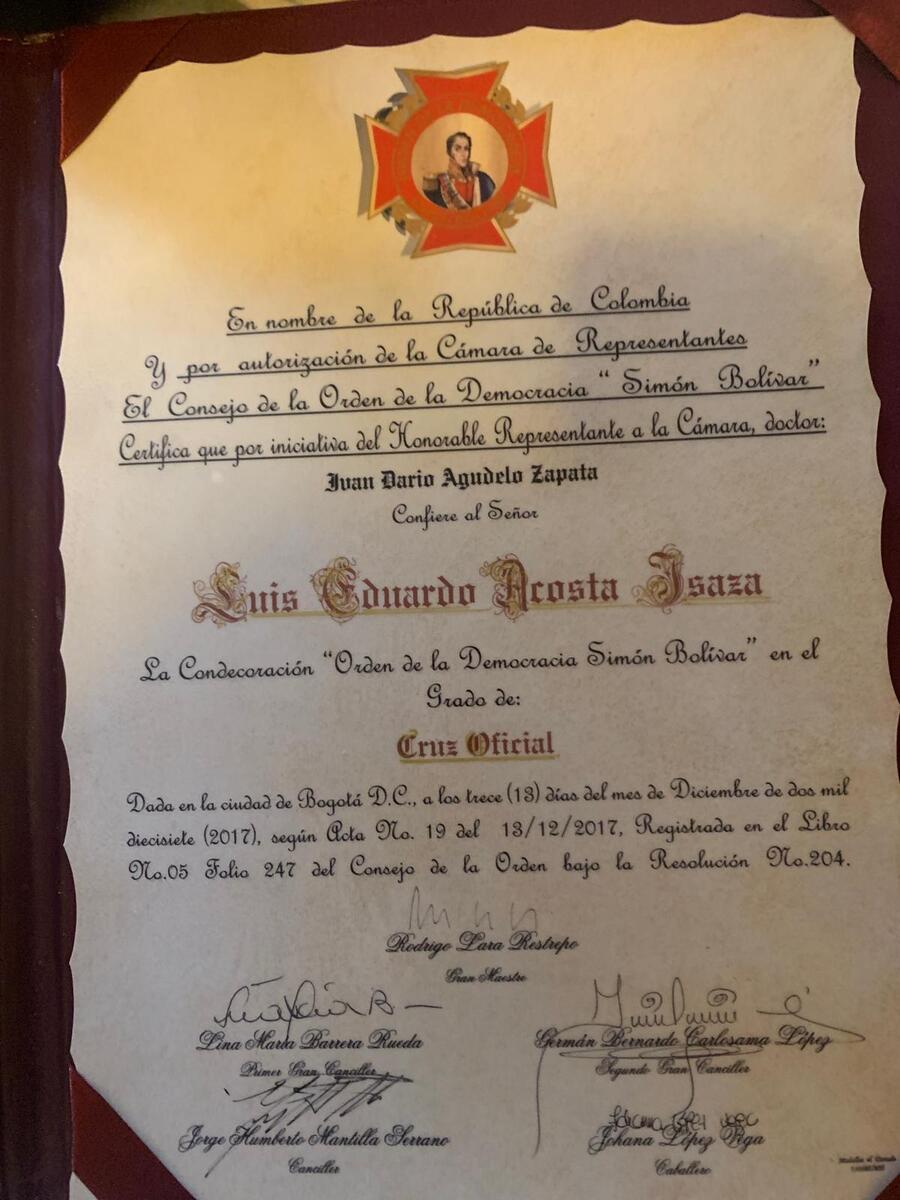 En nombre de la República de Colombia
Y por autorización de la Cámara de Representantes
El Consejo de la Orden de la Democracia “ Simón Bolívar”
Certifica que por iniciativa del Honorable Representante a la Cámara, doctor:
Ivan Dario Agudelo Zapata
Confiere al Señor
Luis Eduardo Acosta Isaza
La Condecoración “Orden de la Democracia Simón Bolívar” en el
Grado de:
Cruz Oficial
Dada en la ciudad de Bogotá D.C., a los trece (13) días del mes de Diciembre de dos mil
diecisiete (2017), según Acta No. 19 del 13/12/2017, Registrada en el Libro
No.05 Folio 247 del Consejo de la Orden bajo la Resolución No.204.
Rodrigo Lara Restrepo
Gran Maestre
Lina María Barrera Rueda
Germán Bernardo Carlosama López
Primer Gran Canciller
Segundo Gran Canciller
Jorge Humberto Mantilla Serrano
Johana López
Canciller
Caballero